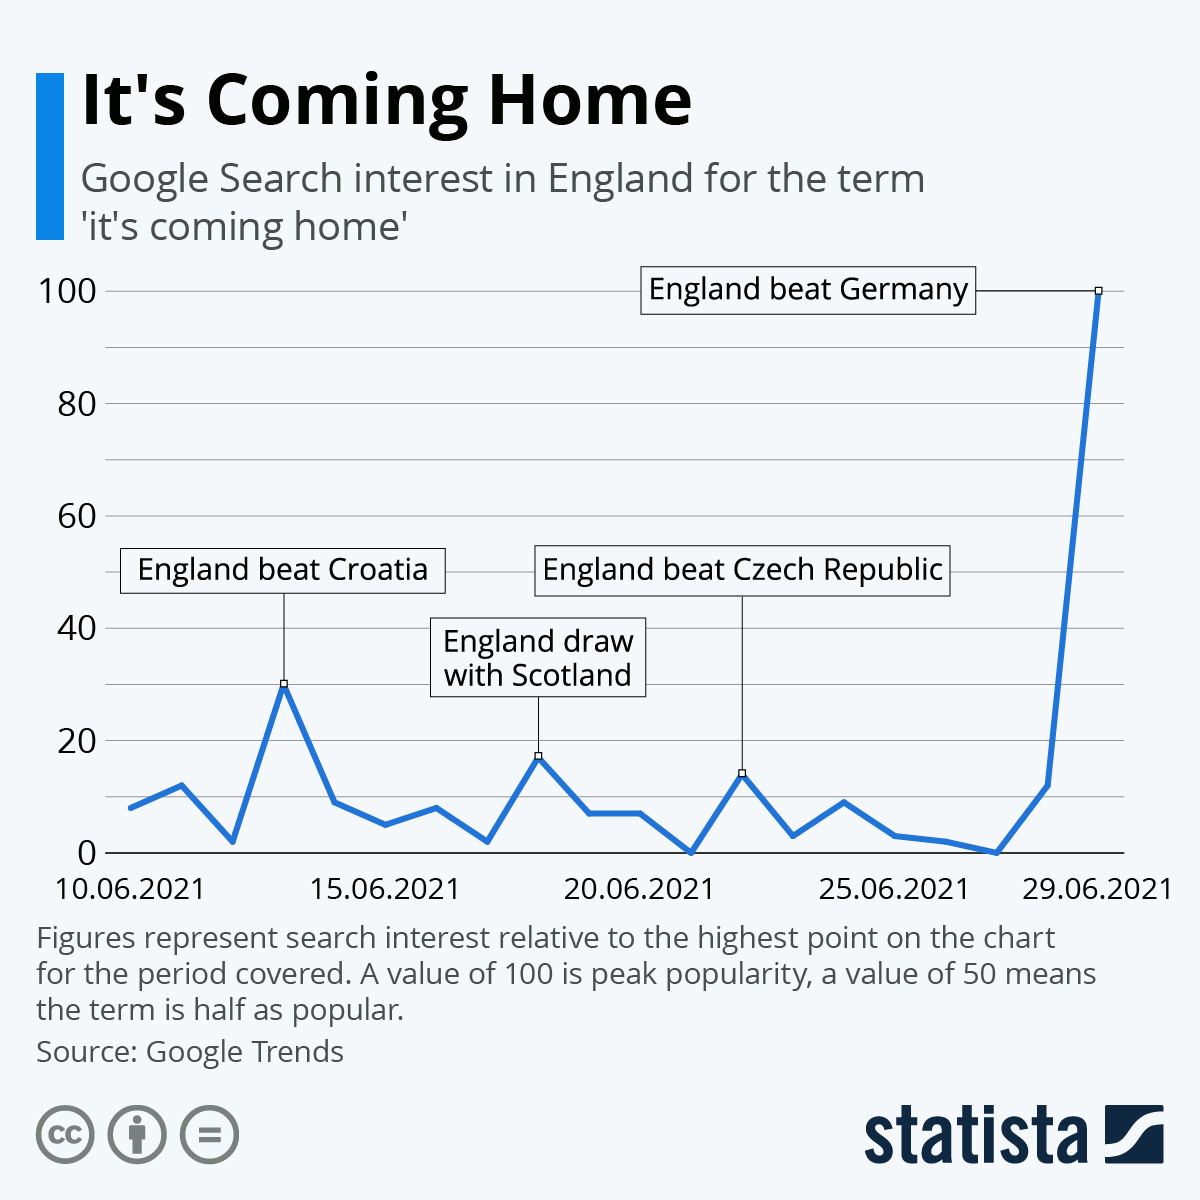 It's Coming Home
Google Search interest in England for the term
'it's coming home'
100
80
60
40
20
0
England beat Germany
England beat Croatia
England beat Czech Republic
England draw
with Scotland
10.06.2021
15.06.2021
20.06.2021
25.06.2021
29.06.2021
Figures represent search interest relative to the highest point on the chart
for the period covered. A value of 100 is peak popularity, a value of 50 means
the term is half as popular.
Source: Google Trends
cc
statista